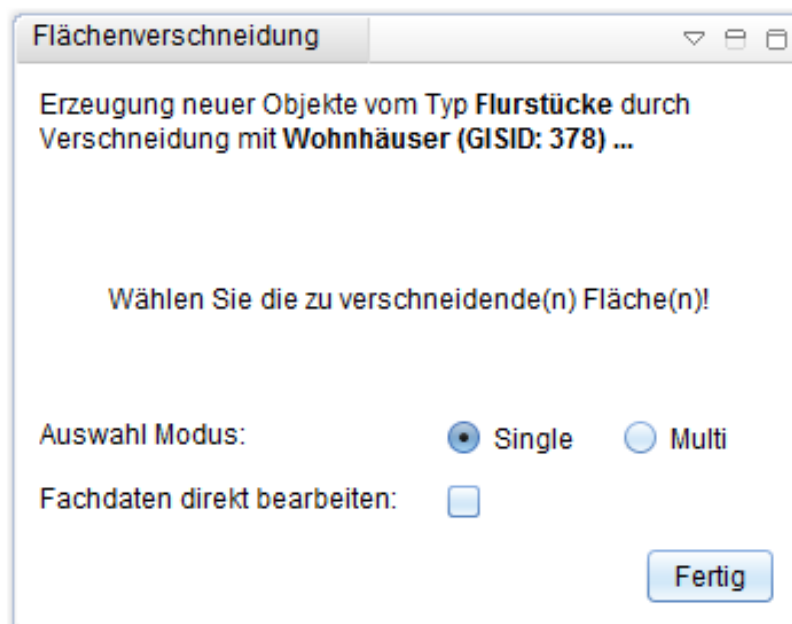 Flächenverschneidung
Erzeugung neuer Objekte vom Typ Flurstücke durch
Verschneidung mit Wohnhäuser (GISID: 378) ...
Wählen Sie die zu verschneidende(n) Fläche(n)!
Auswahl Modus: Single Multi
Fachdaten direkt bearbeiten:
Fertig